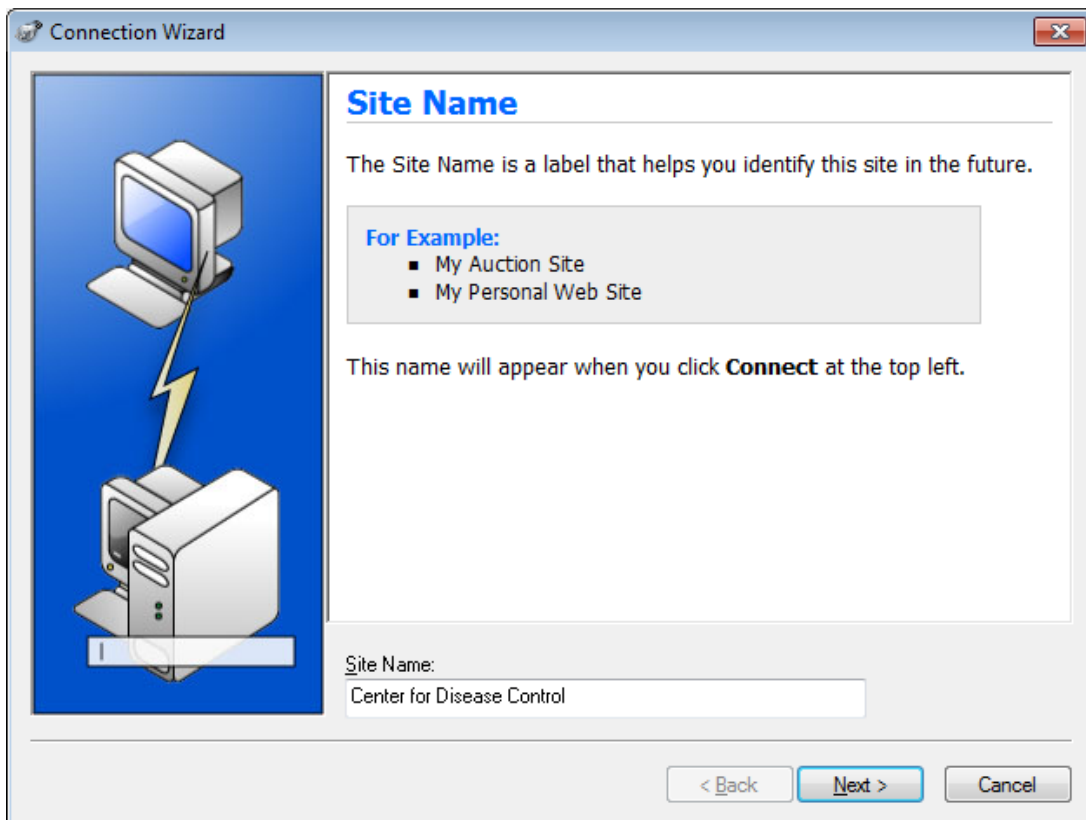 Connection Wizard
Site Name
The Site Name is a label that helps you identify this site in the future.
For Example:
My Auction Site
My Personal Web Site
This name will appear when you click Connect at the top left.
Site Name:
Center for Disease Control
< Back
Next >
Cancel